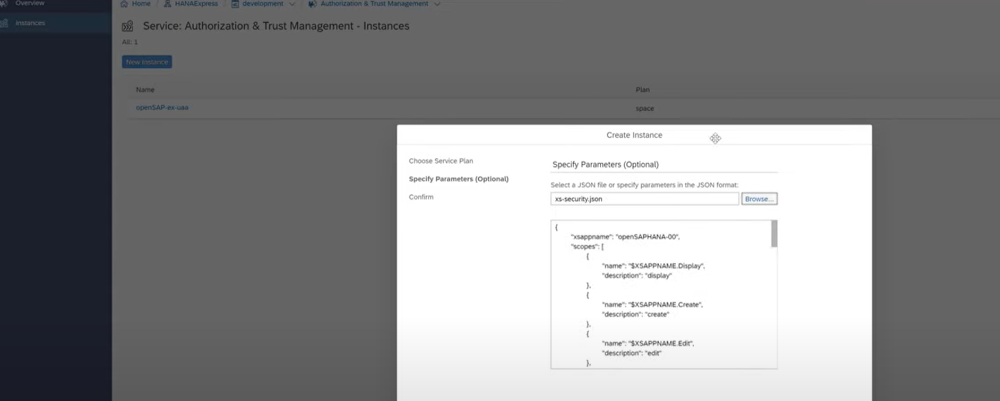 Overview
Instances
Home / HANAExpress / development / Authorization & Trust Management
Service: Authorization & Trust Management - Instances
All: 1
New Instance
Name Plan
openSAP-ex-uaa space
Create Instance
Choose Service Plan
Specify Parameters (Optional)
Confirm
Specify Parameters (Optional)
Select a JSON file or specify parameters in the JSON format:
xs-security.json Browse...
{
"xsappname": "openSAPHANA-00",
"scopes": [
{
"name": "$XSAPPNAME.Display",
"description": "display"
},
{
"name": "$XSAPPNAME.Create",
"description": "create"
},
{
"name": "$XSAPPNAME.Edit",
"description": "edit"
},